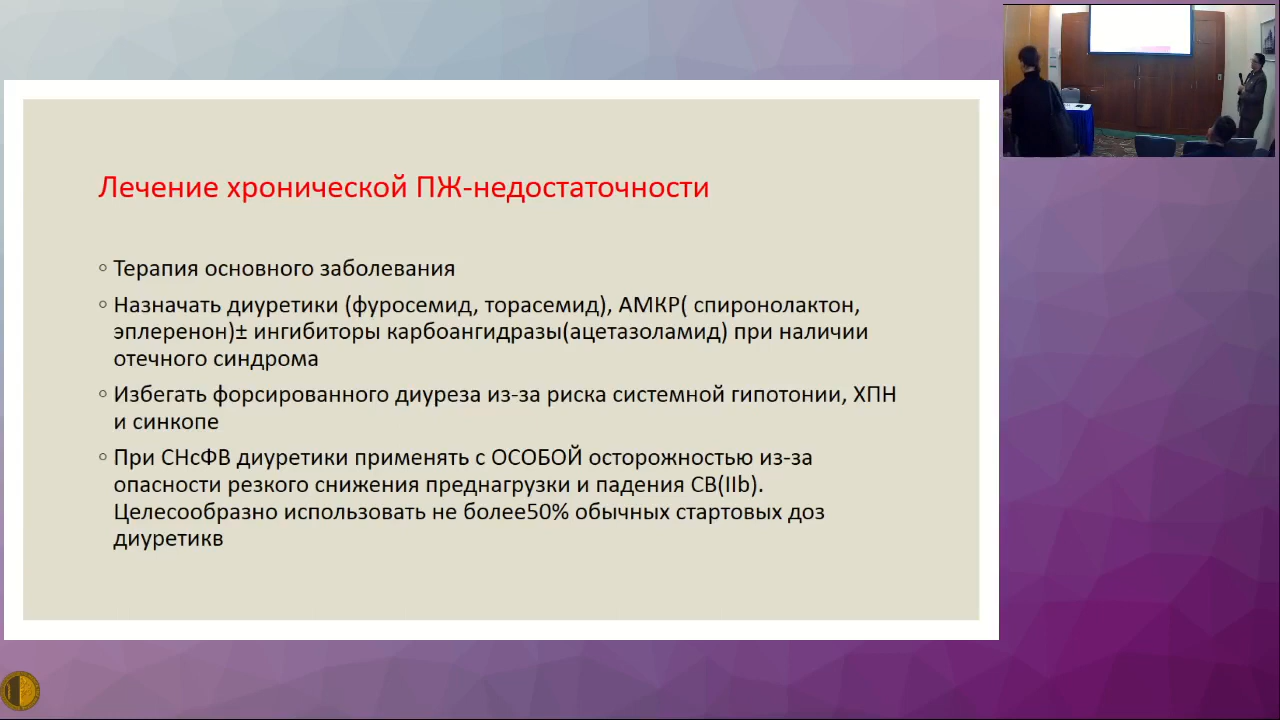 Лечение хронической ПЖ-недостаточности
◦ Терапия основного заболевания
◦ Назначать диуретики (фуросемид, торасемид), АМКР( спиронолактон,
эплеренон)± ингибиторы карбоангидразы(ацетазоламид) при наличии
отечного синдрома
◦ Избегать форсированного диуреза из-за риска системной гипотонии, ХПН
и синкопе
◦ При СНсФВ диуретики применять с ОСОБОЙ осторожностью из-за
опасности резкого снижения преднагрузки и падения СВ(IIb).
Целесообразно использовать не более50% обычных стартовых доз
диуретикв